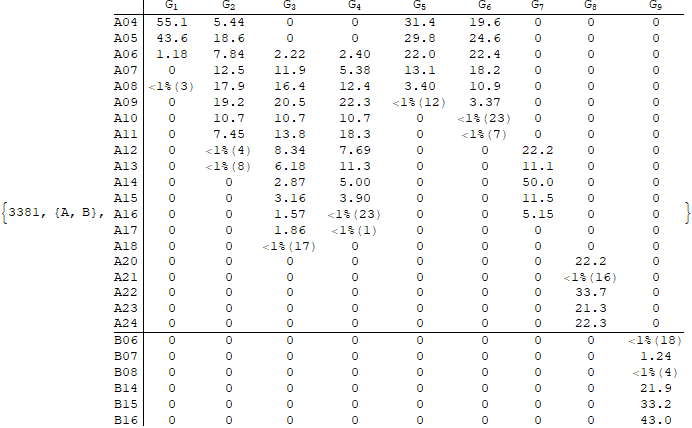 G1 G2 G3 G4 G5 G6 G7 G8 G9
A04 55.1 5.44 0 0 31.4 19.6 0 0 0
A05 43.6 18.6 0 0 29.8 24.6 0 0 0
A06 1.18 7.84 2.22 2.40 22.0 22.4 0 0 0
A07 0 12.5 11.9 5.38 13.1 18.2 0 0 0
A08 <1%(3) 17.9 16.4 12.4 3.40 10.9 0 0 0
A09 0 19.2 20.5 22.3 <1%(12) 3.37 0 0 0
A10 0 10.7 10.7 10.7 0 <1%(23) 0 0 0
A11 0 7.45 13.8 18.3 0 <1%(7) 0 0 0
A12 0 <1%(4) 8.34 7.69 0 0 22.2 0 0
A13 0 <1%(8) 6.18 11.3 0 0 11.1 0 0
A14 0 0 2.87 5.00 0 0 50.0 0 0
A15 0 0 3.16 3.90 0 0 11.5 0 0
{3381, {A, B}, A16 0 0 1.57 <1%(23) 0 0 5.15 0 0 }
A17 0 0 1.86 <1%(1) 0 0 0 0 0
A18 0 0 <1%(17) 0 0 0 0 0 0
A20 0 0 0 0 0 0 0 22.2 0
A21 0 0 0 0 0 0 0 <1%(16) 0
A22 0 0 0 0 0 0 0 33.7 0
A23 0 0 0 0 0 0 0 21.3 0
A24 0 0 0 0 0 0 0 22.3 0
B06 0 0 0 0 0 0 0 0 <1%(18)
B07 0 0 0 0 0 0 0 0 1.24
B08 0 0 0 0 0 0 0 0 <1%(4)
B14 0 0 0 0 0 0 0 0 21.9
B15 0 0 0 0 0 0 0 0 33.2
B16 0 0 0 0 0 0 0 0 43.0